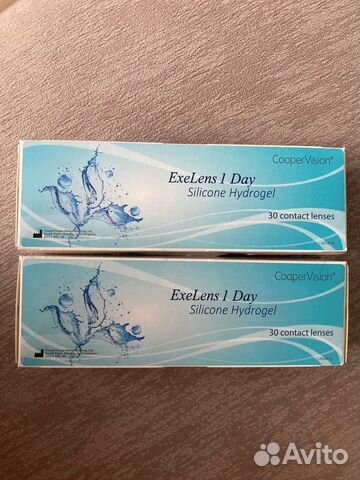 CooperVision®
ExeLens 1 Day
Silicone Hydrogel
30 contact lenses
CooperVision®
ExeLens 1 Day
Silicone Hydrogel
30 contact lenses
Avito